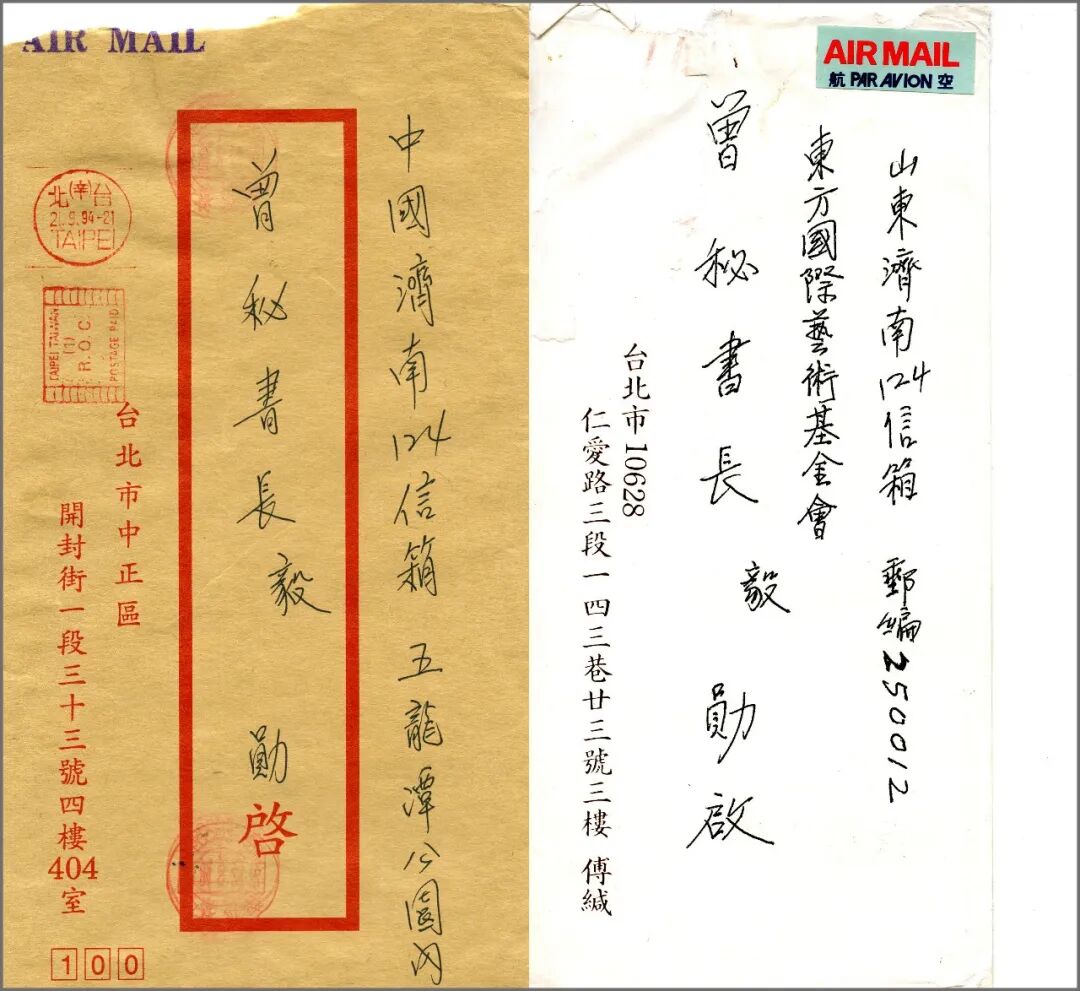 AIR MAIL
中國濟南124信箱 五龍潭公園內
曾秘書長毅 勛啓
北(辛)台
21.9.94-21
TAIPEI
TAIPEI TAIWAN
(1)
R.O.C.
POSTAGE PAID
台北市中正區
開封街一段三十三號四樓404室
100
AIR MAIL
航 PAR AVION 空
山東濟南124信箱 郵編250012
東方國際藝術基金會
曾秘書長毅 勛啟
台北市10628
仁愛路三段一四三巷廿三號三樓 傅緘